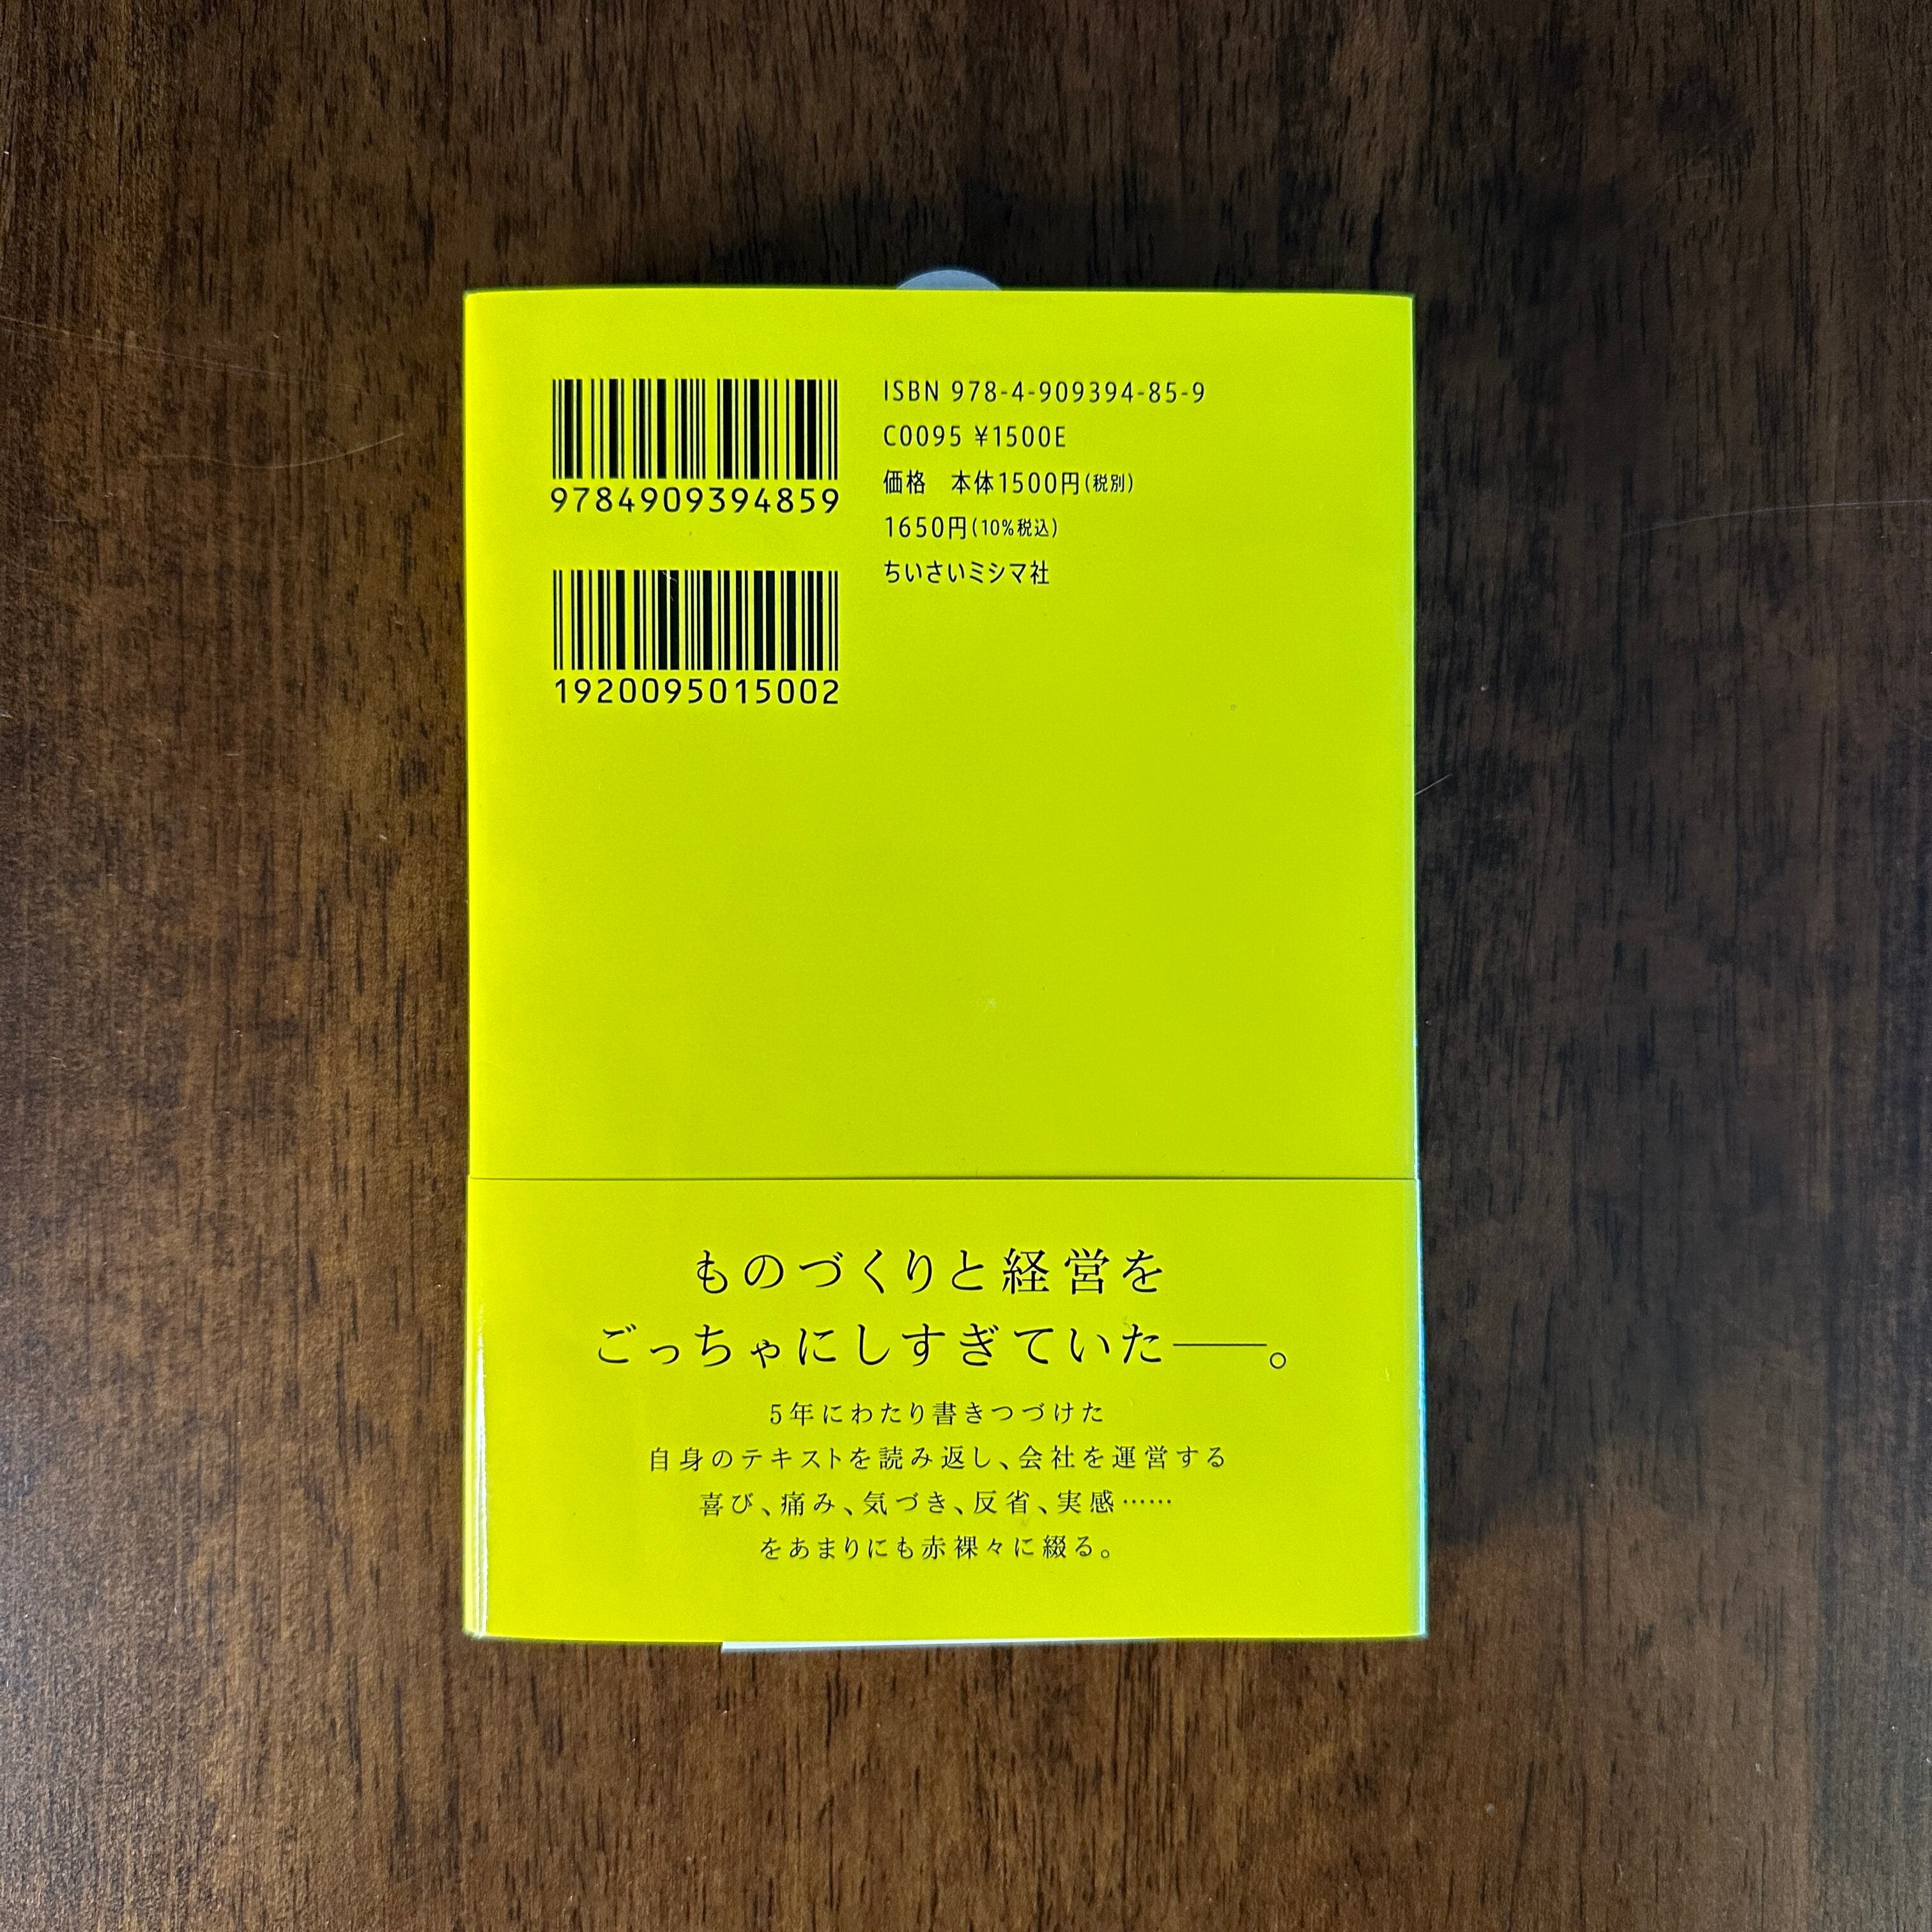 9784909394859
1920095015002
ISBN 978-4-909394-85-9
C0095 ¥1500E
価格　本体1500円(税別)
1650円(10%税込)
ちいさいミシマ社
ものづくりと経営を
ごっちゃにしすぎていた――。
5年にわたり書きつづけた
自身のテキストを読み返し、会社を運営する
喜び、痛み、気づき、反省、実感……
をあまりにも赤裸々に綴る。